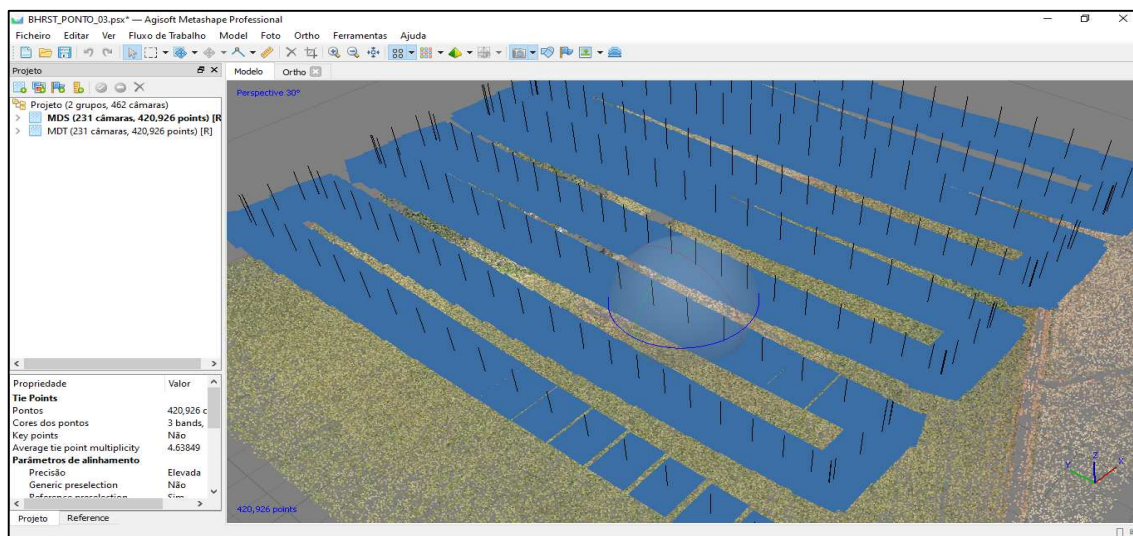 BHRST_PONTO_03.psx* — Agisoft Metashape Professional
Ficheiro Editar Ver Fluxo de Trabalho Model Foto Ortho Ferramentas Ajuda
Projeto
Modelo Ortho
Projeto (2 grupos, 462 câmaras)
MDS (231 câmaras, 420,926 points) [R
MDT (231 câmaras, 420,926 points) [R]
Perspective 30°
Propriedade Valor
Tie Points
Pontos 420,926 c
Cores dos pontos 3 bands,
Key points Não
Average tie point multiplicity 4.63849
Parâmetros de alinhamento
Precisão Elevada
Generic preselection Não
Reference preselection Sim
420,926 points
Z
X
Y
Projeto Reference